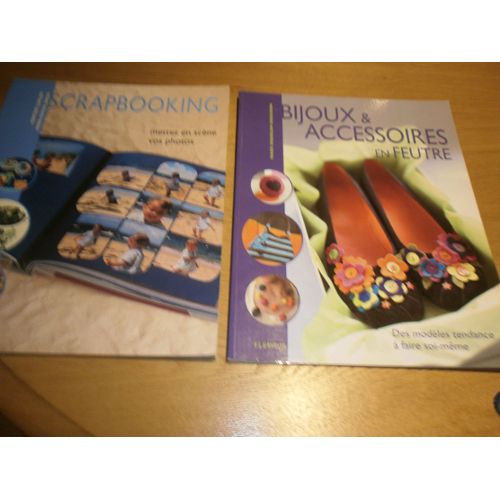 SCRAPBOOKING
mettez en scène
vos photos
BIJOUX &
ACCESSOIRES
EN FEUTRE
Des modèles tendance
à faire soi-même
FLEURUS